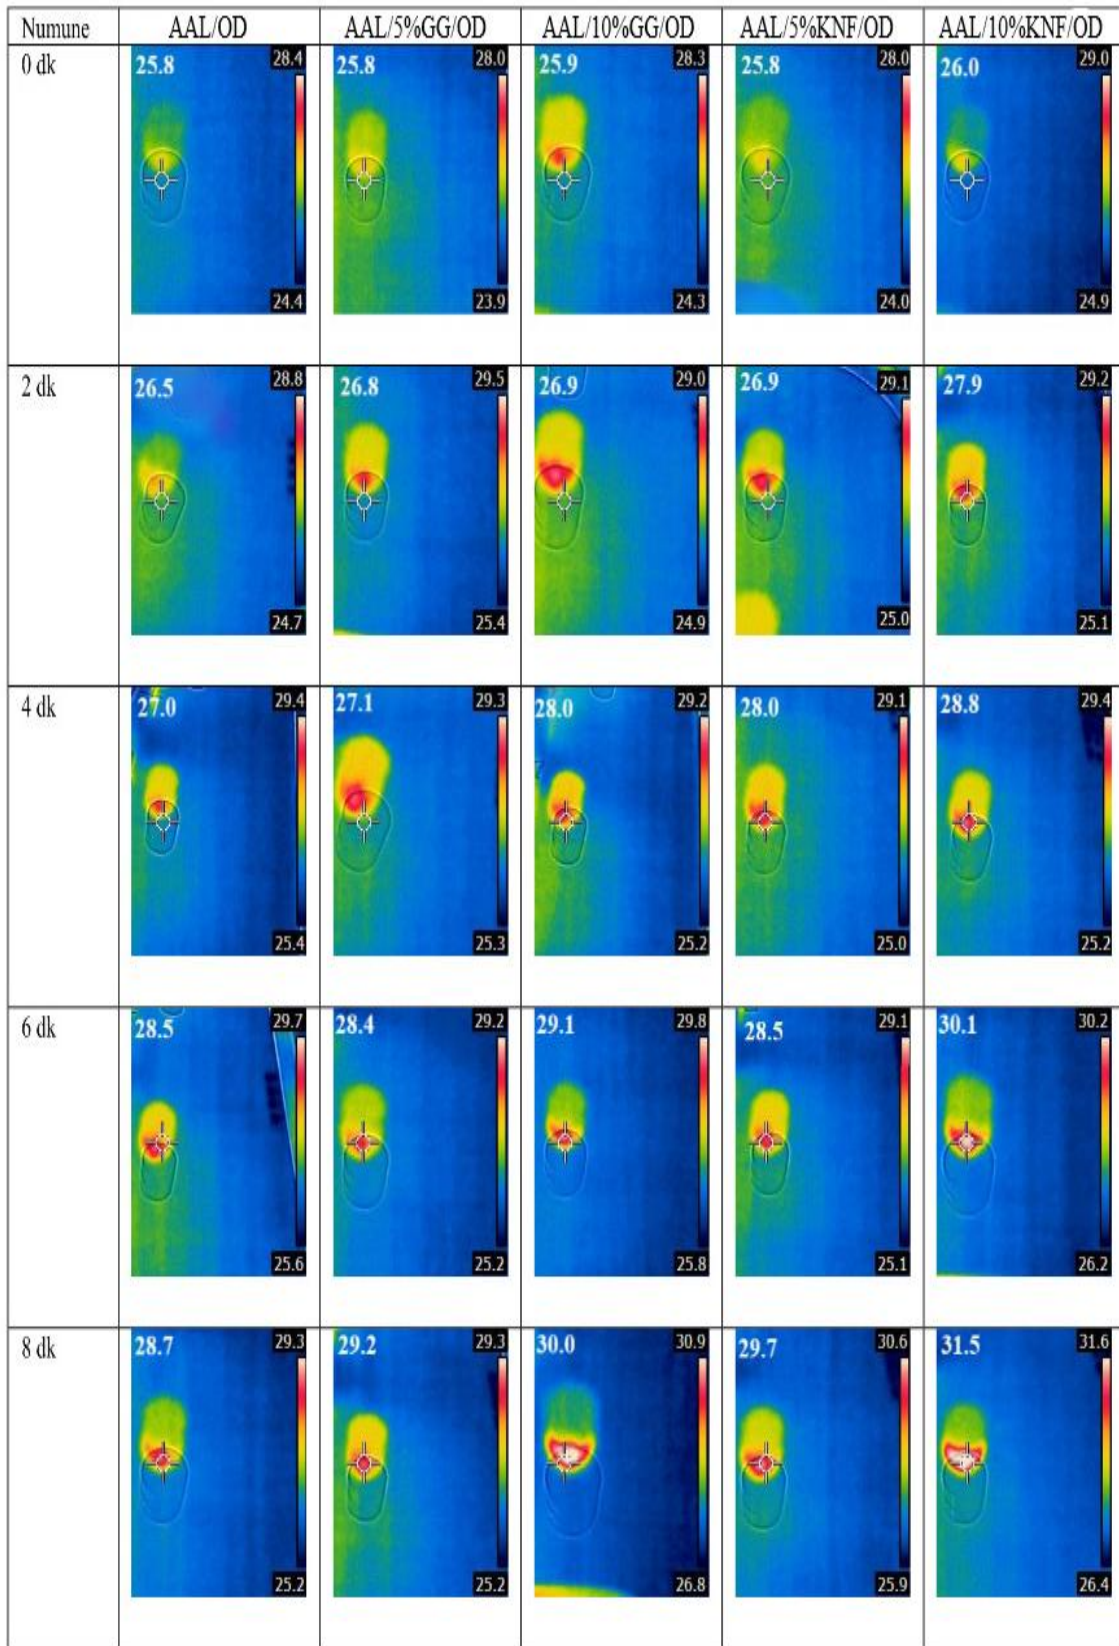 Numune AAL/OD AAL/5%GG/OD AAL/10%GG/OD AAL/5%KNF/OD AAL/10%KNF/OD
0 dk
25.8 28.4 25.8 28.0 25.9 28.3 25.8 28.0 26.0 29.0
24.4 23.9 24.3 24.0 24.9
2 dk
26.5 28.8 26.8 29.5 26.9 29.0 26.9 29.1 27.9 29.2
24.7 25.4 24.9 25.0 25.1
4 dk
27.0 29.4 27.1 29.3 28.0 29.2 28.0 29.1 28.8 29.4
25.4 25.3 25.2 25.0 25.2
6 dk
28.5 29.7 28.4 29.2 29.1 29.8 28.5 29.1 30.1 30.2
25.6 25.2 25.8 25.1 26.2
8 dk
28.7 29.3 29.2 29.3 30.0 30.9 29.7 30.6 31.5 31.6
25.2 25.2 26.8 25.9 26.4